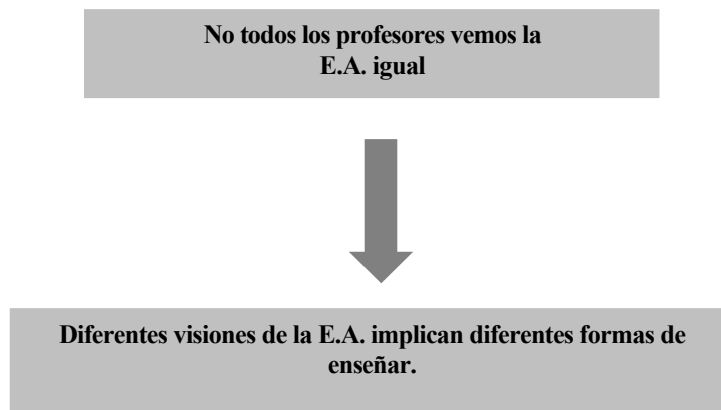 No todos los profesores vemos la
E.A. igual
Diferentes visiones de la E.A. implican diferentes formas de
enseñar.